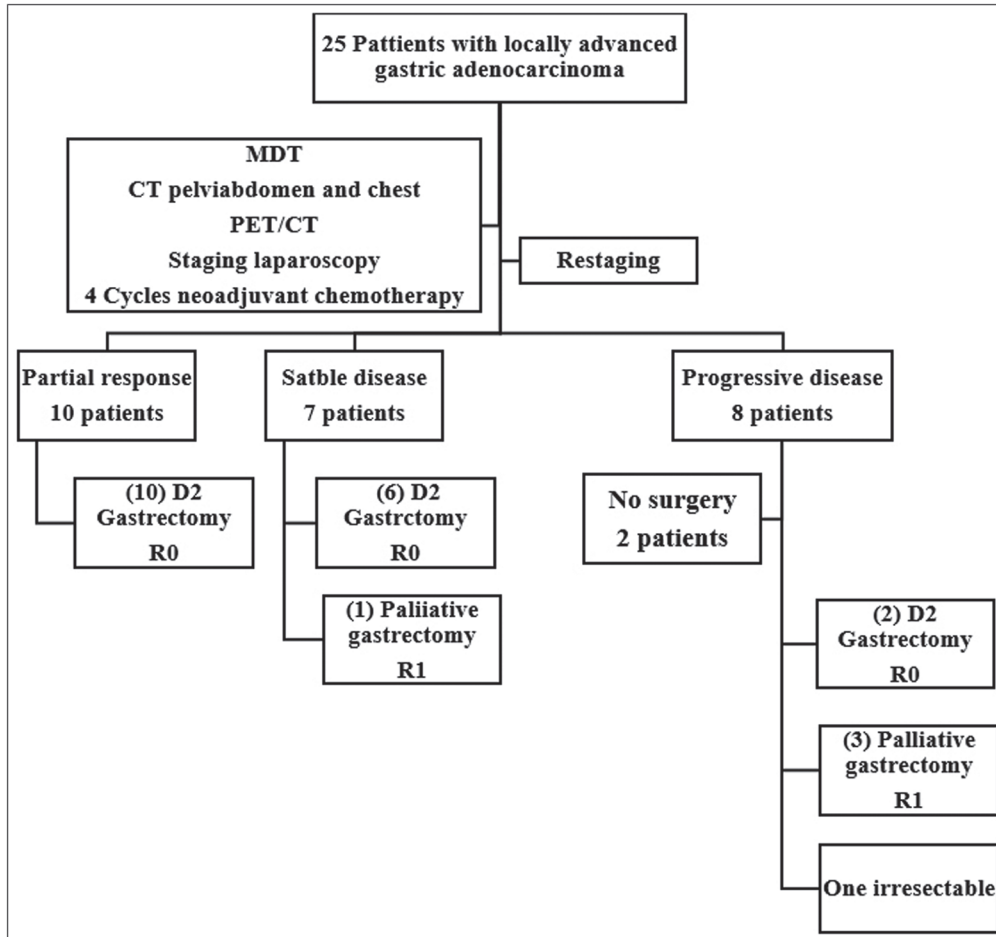 25 Pattients with locally advanced
gastric adenocarcinoma
MDT
CT pelviabdomen and chest
PET/CT
Staging laparoscopy
4 Cycles neoadjuvant chemotherapy
Restaging
Partial response
10 patients
Satble disease
7 patients
Progressive disease
8 patients
(10) D2
Gastrectomy
R0
(6) D2
Gastrctomy
R0
(1) Paliiative
gastrectomy
R1
No surgery
2 patients
(2) D2
Gastrectomy
R0
(3) Palliative
gastrectomy
R1
One irresectable